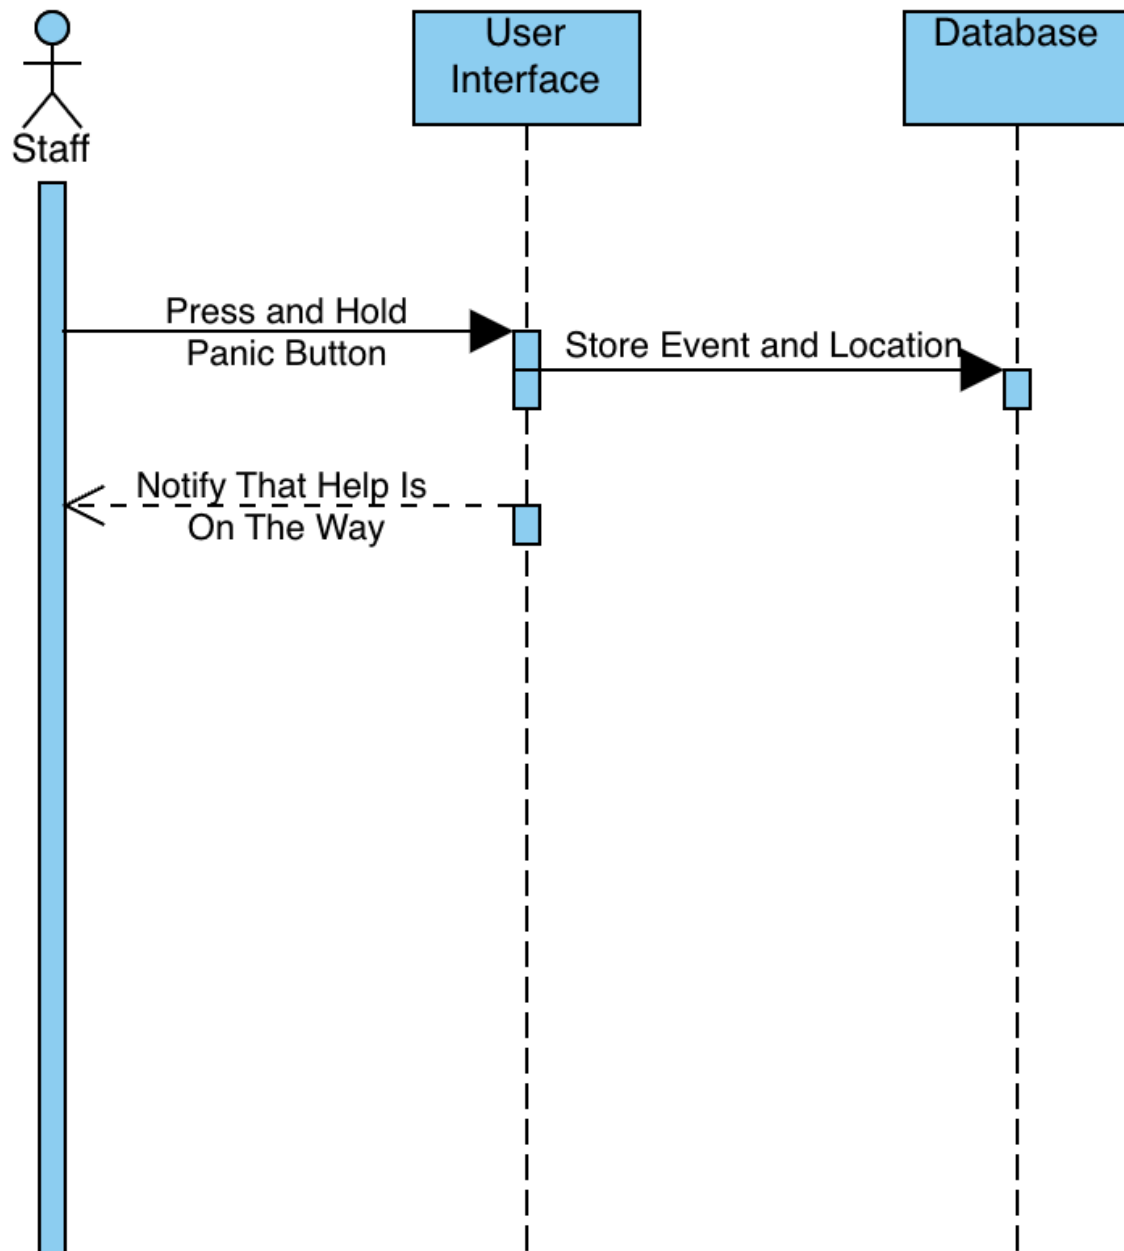 User
Interface
Database
Staff
Press and Hold
Panic Button
Store Event and Location
Notify That Help Is
On The Way